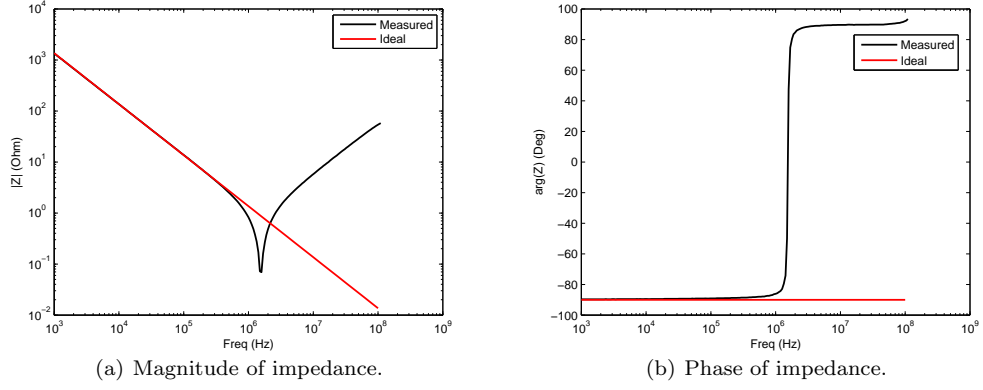 10^4
10^3
10^2
10^1
10^0
10^−1
10^−2
|Z| (Ohm)
10^3 10^4 10^5 10^6 10^7 10^8 10^9
Freq (Hz)
Measured
Ideal
(a) Magnitude of impedance.
100
80
60
40
20
0
−20
−40
−60
−80
−100
arg(Z) (Deg)
10^3 10^4 10^5 10^6 10^7 10^8 10^9
Freq (Hz)
Measured
Ideal
(b) Phase of impedance.